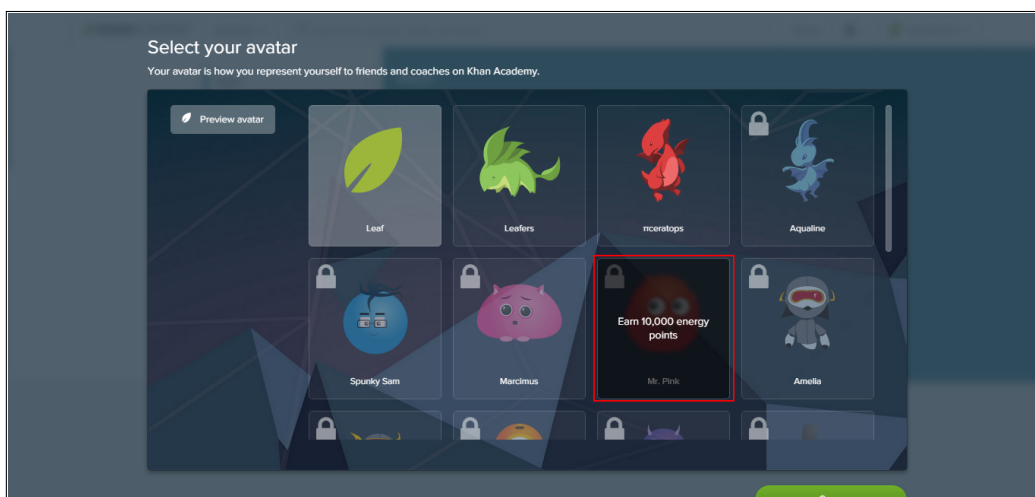 Select your avatar
Your avatar is how you represent yourself to friends and coaches on Khan Academy.
Preview avatar
Leaf
Leafers
riceratops
Aqualine
Earn 10,000 energy
points
Spunky Sam
Marcimus
Mr. Pink
Amelia